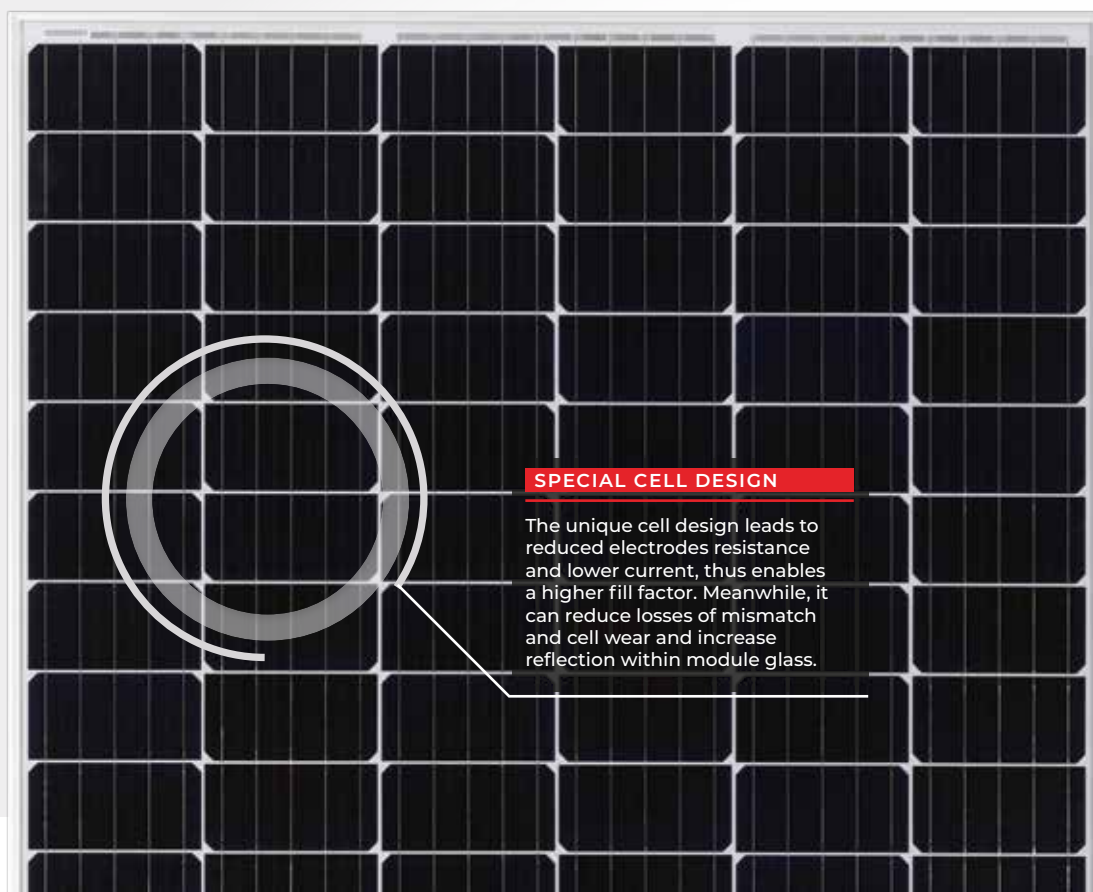 SPECIAL CELL DESIGN
The unique cell design leads to
reduced electrodes resistance
and lower current, thus enables
a higher fill factor. Meanwhile, it
can reduce losses of mismatch
and cell wear and increase
reflection within module glass.